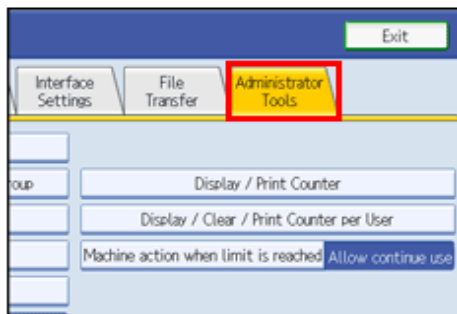 Exit
Interface
Settings
File
Transfer
Administrator
Tools
Display / Print Counter
Display / Clear / Print Counter per User
Machine action when limit is reached Allow continue use